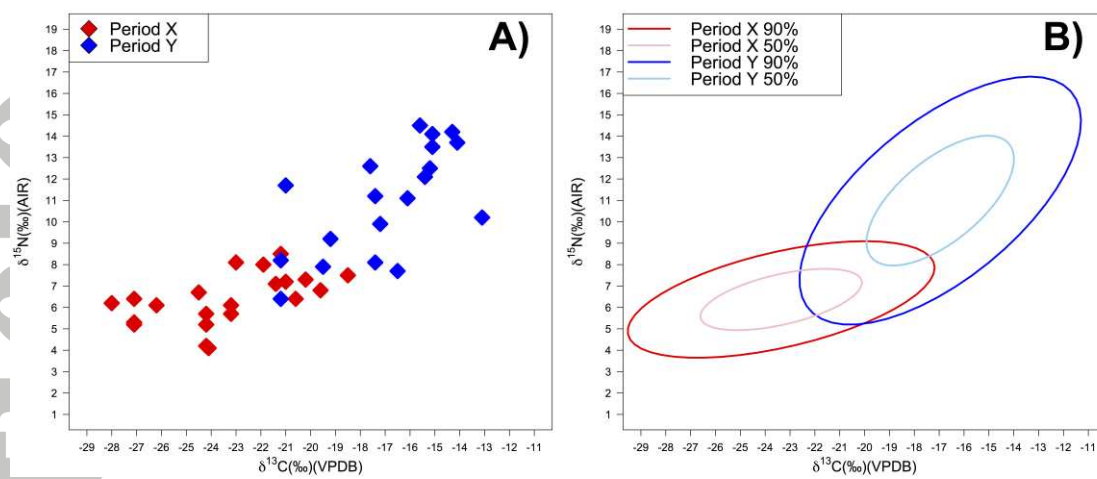 Period X
Period Y
A)
19
18
17
16
15
14
13
12
11
10
9
8
7
6
5
4
3
2
1
δ15N(‰)(AIR)
-29 -28 -27 -26 -25 -24 -23 -22 -21 -20 -19 -18 -17 -16 -15 -14 -13 -12 -11
δ13C(‰)(VPDB)
Period X 90%
Period X 50%
Period Y 90%
Period Y 50%
B)
19
18
17
16
15
14
13
12
11
10
9
8
7
6
5
4
3
2
1
δ15N(‰)(AIR)
-29 -28 -27 -26 -25 -24 -23 -22 -21 -20 -19 -18 -17 -16 -15 -14 -13 -12 -11
δ13C(‰)(VPDB)